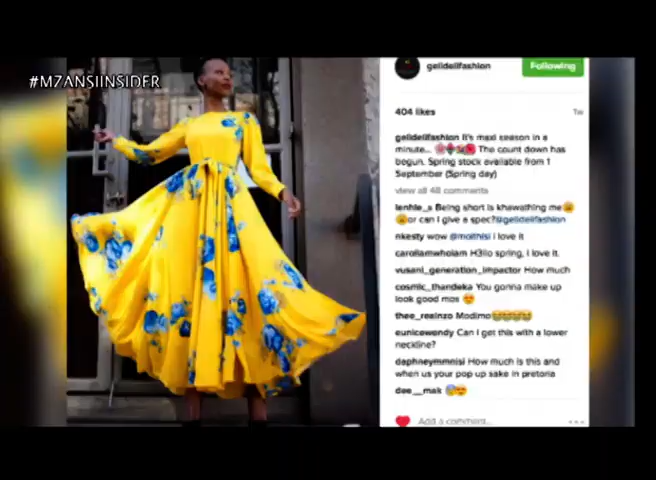 #MZANSIINSIDER
gelidelifashion
Following
404 likes
7w
gelidelifashion It's maxi season in a
minute... 🌸🌷🌺🌹 The count down has
begun. Spring stock available from 1
September (Spring day)
view all 48 comments
lenhle_s Being short is khawathing me😩
😩or can I give a spec?@gelidelifashion
nkesty wow @moithisi i love it
carollamwholam H3llo spring, I love it.
vusani_generation_impactor How much
cosmic_thandeka You gonna make up
look good mos 😍
thee_realnzo Modimo😭😭😭😭
eunicewendy Can I get this with a lower
neckline?
daphneymmnisi How much is this and
when us your pop up sake in pretoria
dee__mak 😍
Add a comment...